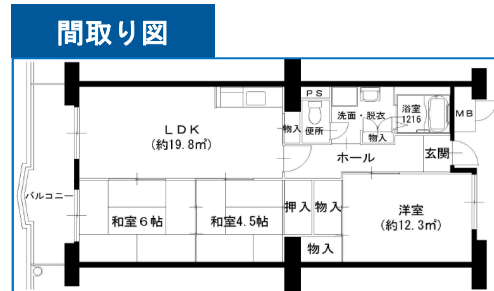 間取り図
PS
LDK
(約19.8㎡)
物入
便所
洗面・脱衣
浴室
1216
MB
物入
ホール
玄関
バルコニー
和室6帖
和室4.5帖
押入
物入
洋室
(約12.3㎡)
物入